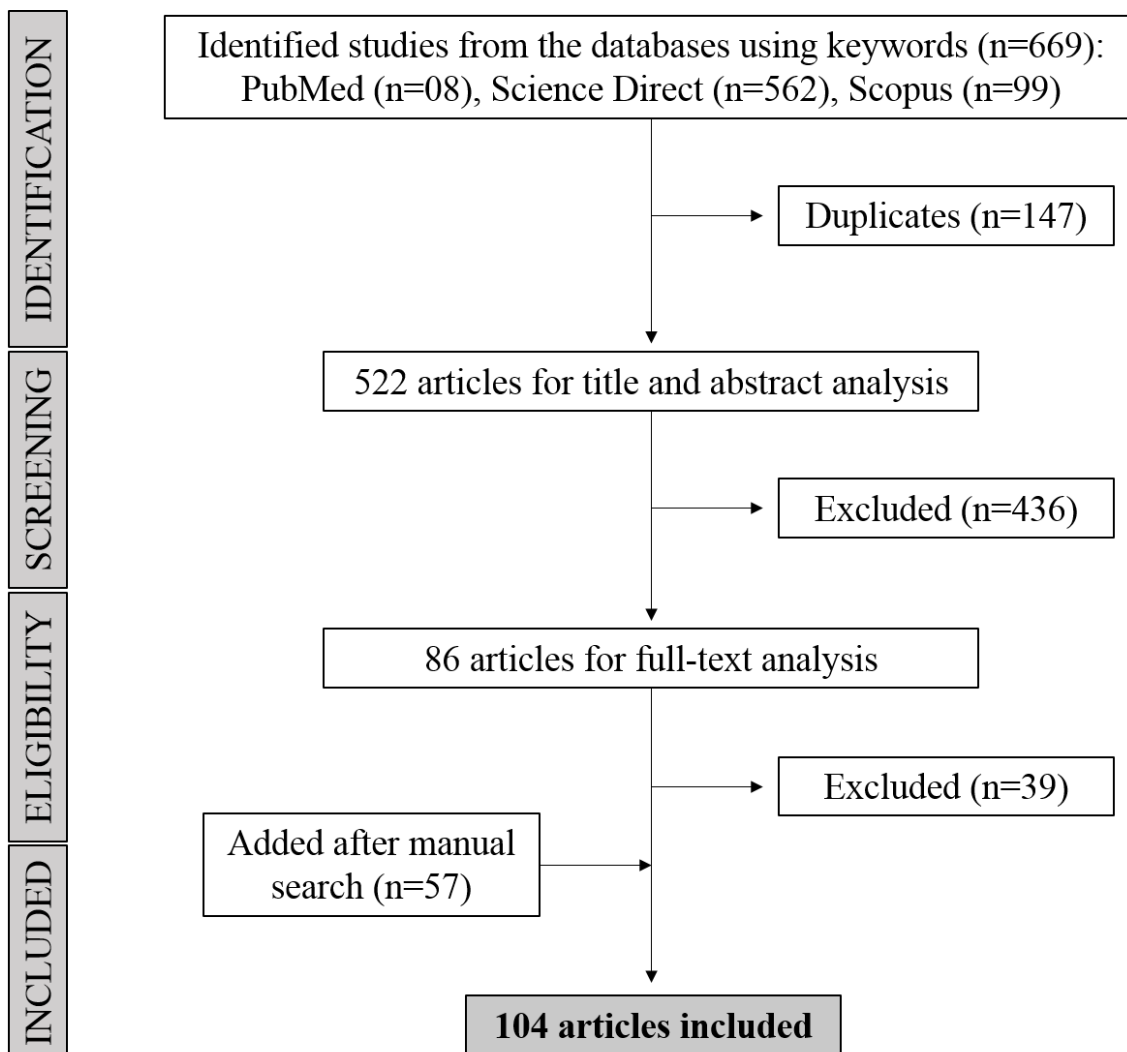 IDENTIFICATION
Identified studies from the databases using keywords (n=669):
PubMed (n=08), Science Direct (n=562), Scopus (n=99)
Duplicates (n=147)
SCREENING
522 articles for title and abstract analysis
Excluded (n=436)
ELIGIBILITY
86 articles for full-text analysis
Excluded (n=39)
Added after manual
search (n=57)
INCLUDED
104 articles included